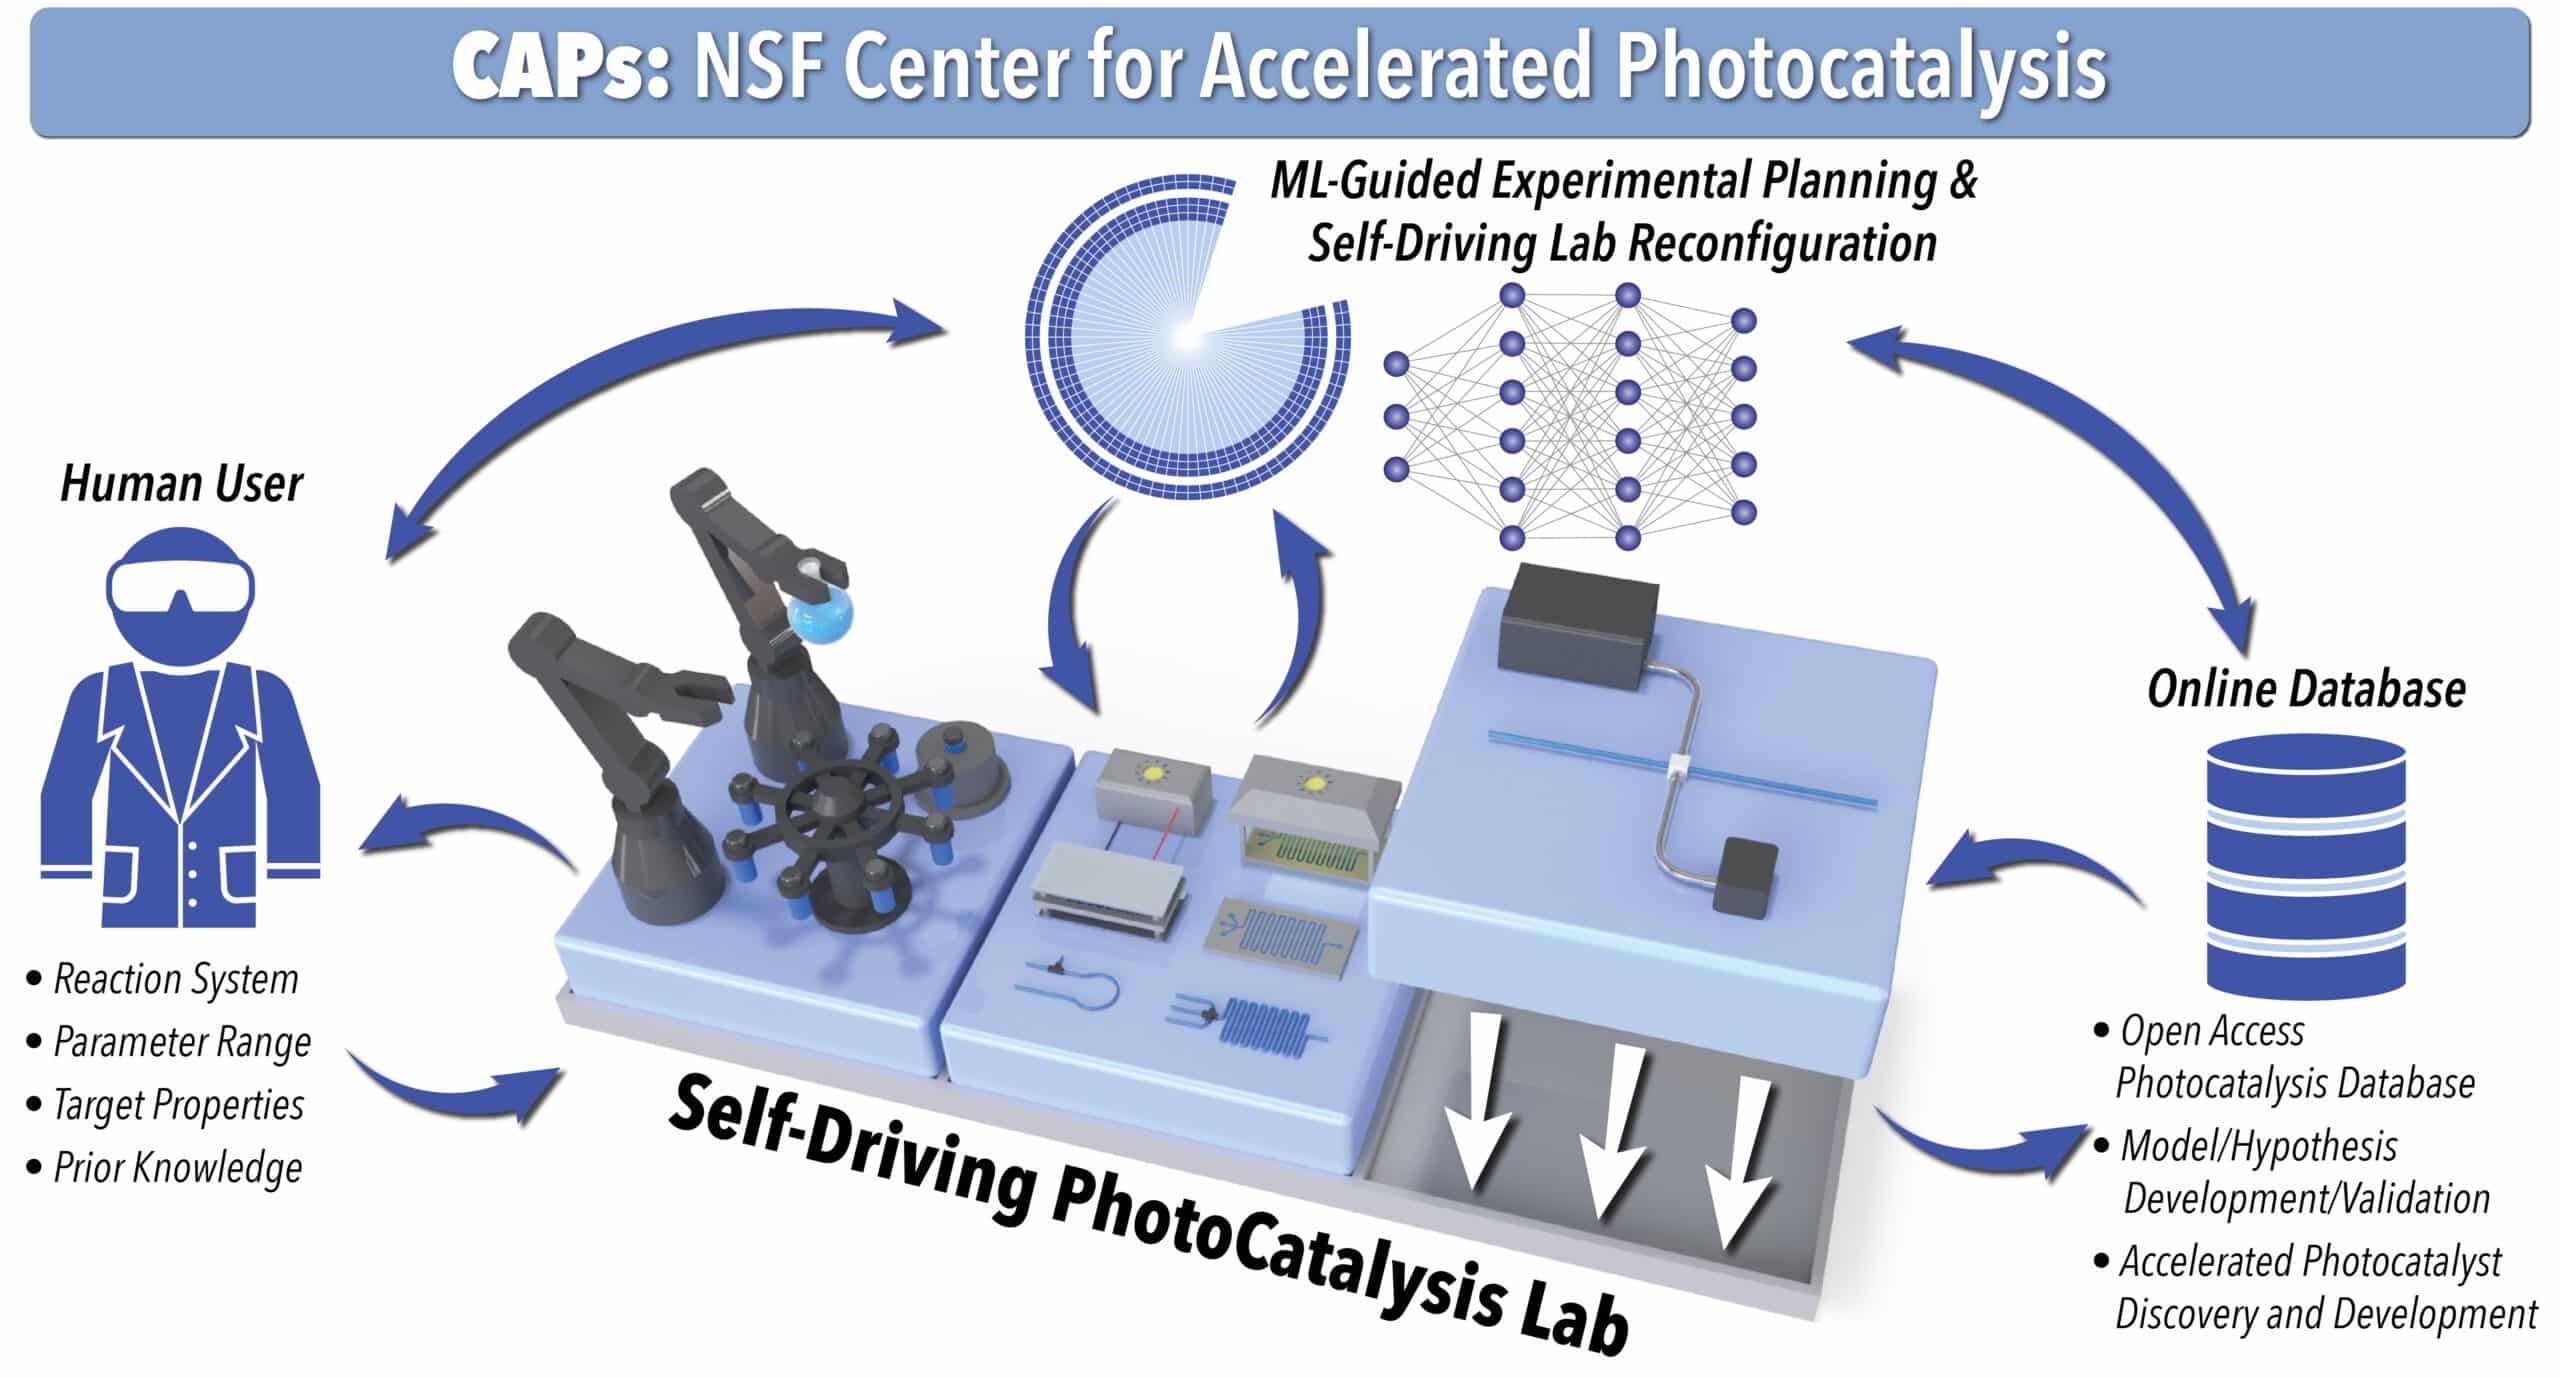 CAPs: NSF Center for Accelerated Photocatalysis
ML-Guided Experimental Planning &
Self-Driving Lab Reconfiguration
Human User
• Reaction System
• Parameter Range
• Target Properties
• Prior Knowledge
Self-Driving PhotoCatalysis Lab
Online Database
• Open Access
Photocatalysis Database
• Model/Hypothesis
Development/Validation
• Accelerated Photocatalyst
Discovery and Development